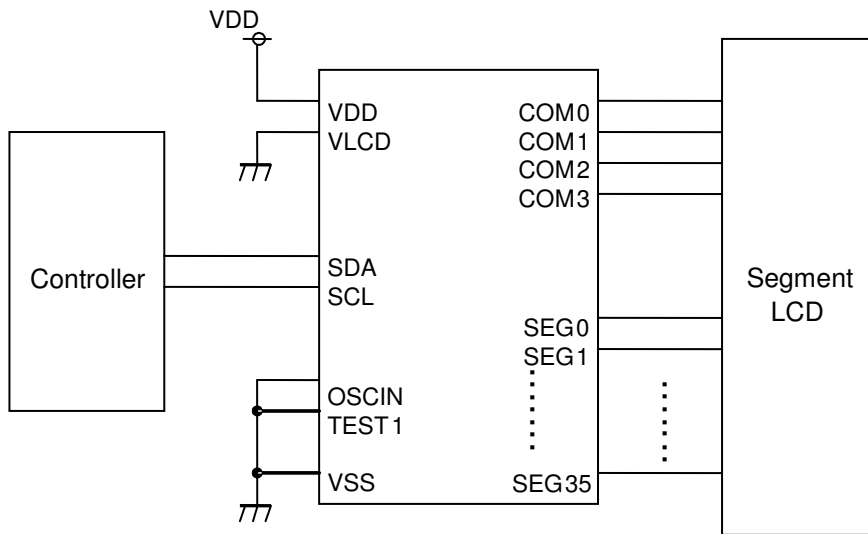 VDD
VDD
VLCD
SDA
SCL
OSCIN
TEST1
VSS
COM0
COM1
COM2
COM3
SEG0
SEG1
SEG35
Controller
Segment
LCD